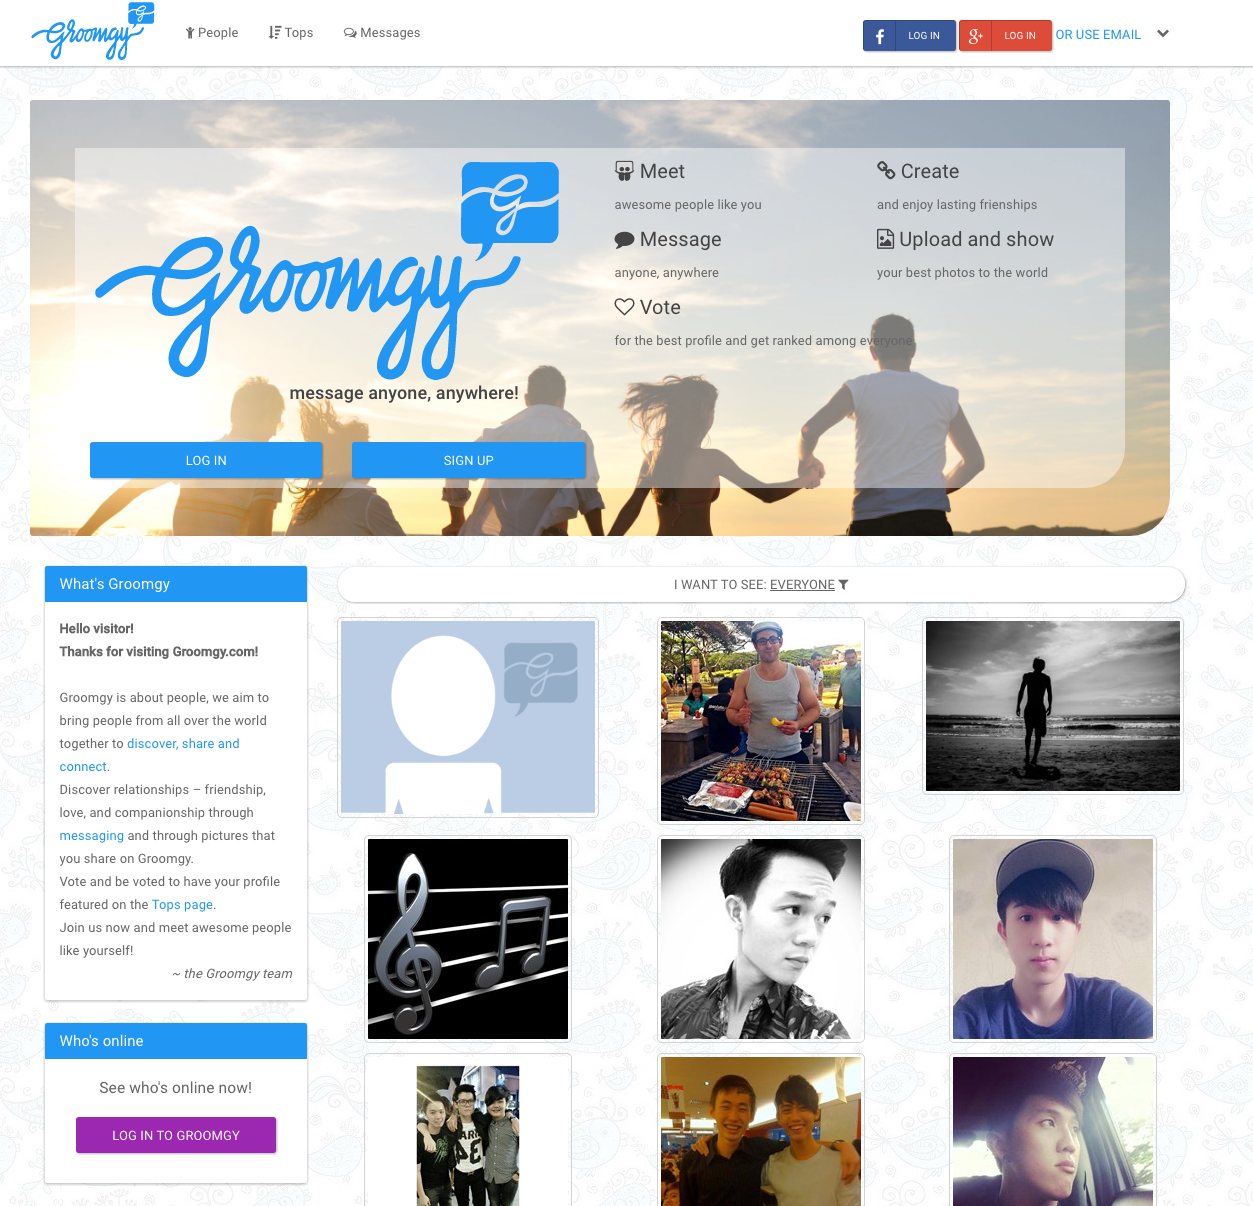 Groomgy
People
Tops
Messages
LOG IN
LOG IN
OR USE EMAIL
Groomgy
message anyone, anywhere!
LOG IN
SIGN UP
Meet
awesome people like you
Create
and enjoy lasting frienships
Message
anyone, anywhere
Upload and show
your best photos to the world
Vote
for the best profile and get ranked among everyone
What's Groomgy
Hello visitor!
Thanks for visiting Groomgy.com!
Groomgy is about people, we aim to
bring people from all over the world
together to discover, share and
connect.
Discover relationships – friendship,
love, and companionship through
messaging and through pictures that
you share on Groomgy.
Vote and be voted to have your profile
featured on the Tops page.
Join us now and meet awesome people
like yourself!
~ the Groomgy team
Who's online
See who's online now!
LOG IN TO GROOMGY
I WANT TO SEE: EVERYONE